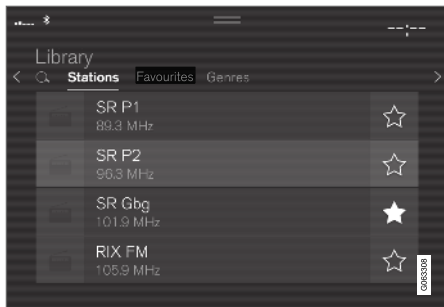 --:--
Library
Stations Favourites Genres
SR P1
89.3 MHz
SR P2
96.3 MHz
SR Gbg
101.9 MHz
RIX FM
105.9 MHz
G063308